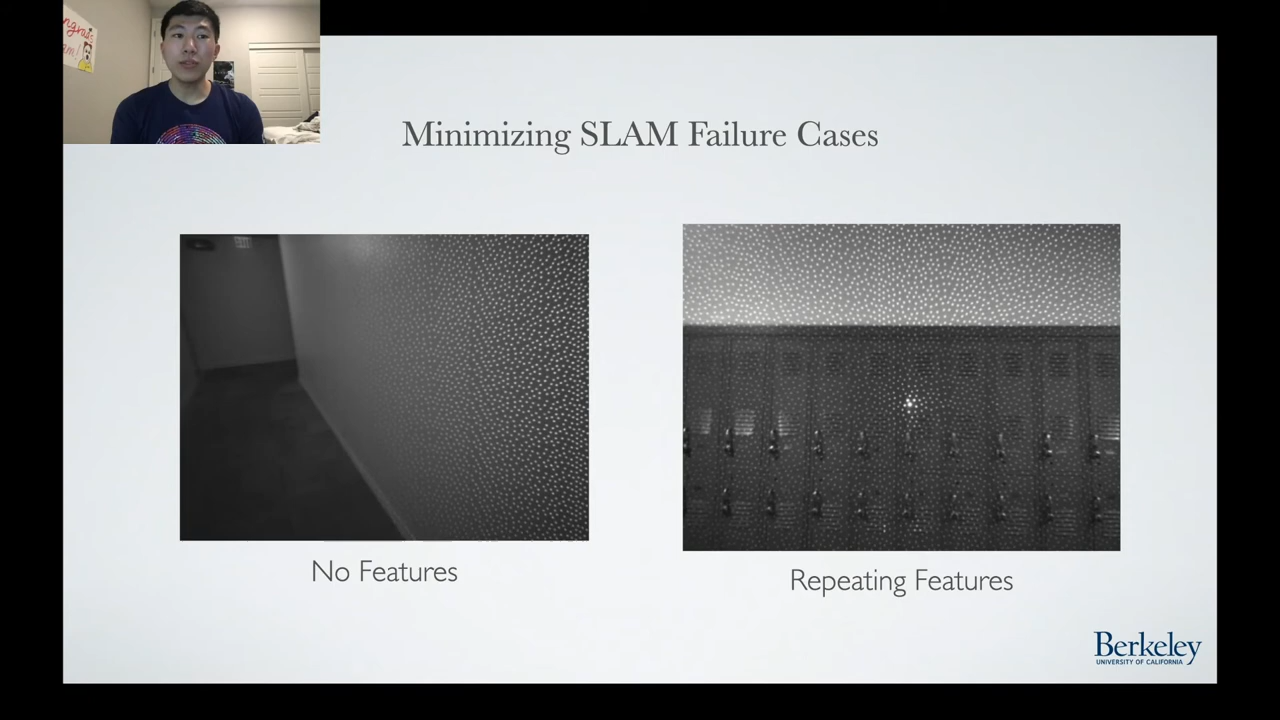 Minimizing SLAM Failure Cases
No Features
Repeating Features
Berkeley
UNIVERSITY OF CALIFORNIA